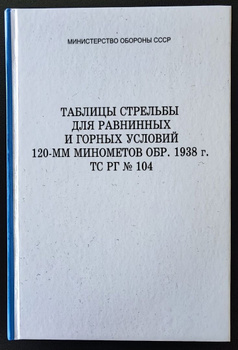 МИНИСТЕРСТВО ОБОРОНЫ СССР
ТАБЛИЦЫ СТРЕЛЬБЫ
ДЛЯ РАВНИННЫХ
И ГОРНЫХ УСЛОВИЙ
120-ММ МИНОМЕТОВ ОБР. 1938 г.
ТС РГ № 104